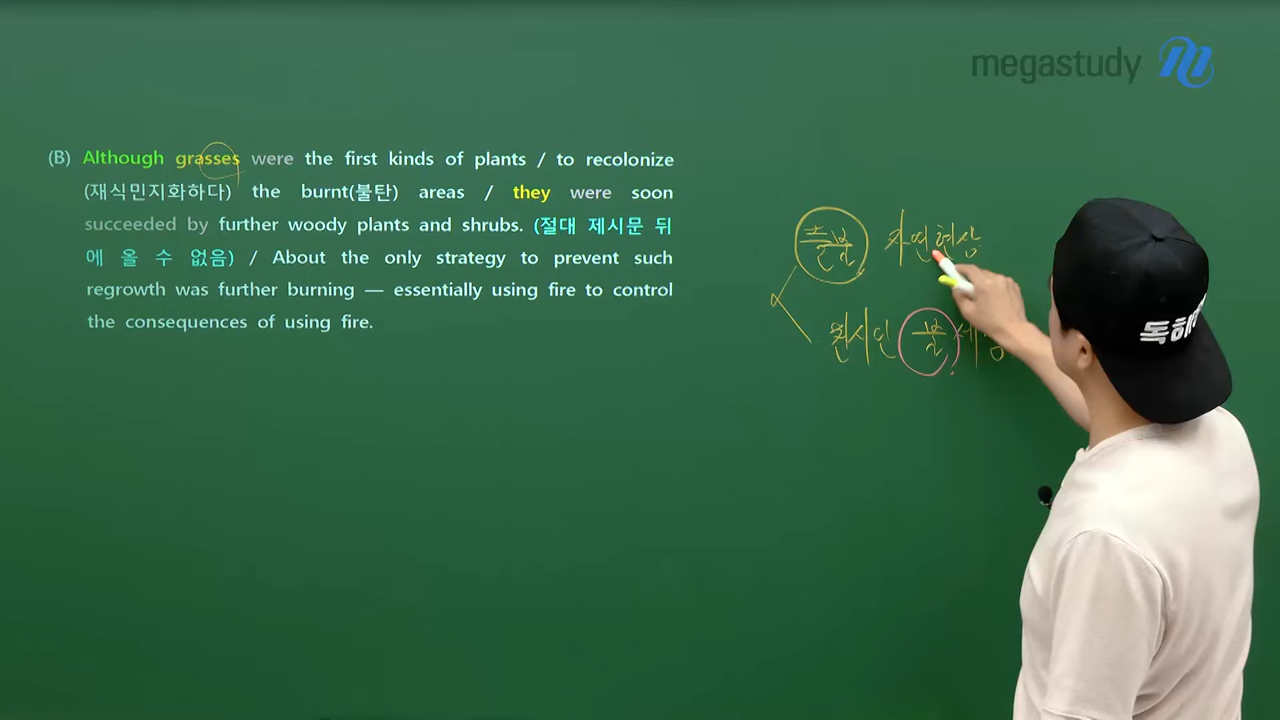 megastudy
(B) Although grasses were the first kinds of plants / to recolonize
(재식민지화하다) the burnt(불탄) areas / they were soon
succeeded by further woody plants and shrubs. (절대 제시문 뒤
에 올 수 없음) / About the only strategy to prevent such
regrowth was further burning — essentially using fire to control
the consequences of using fire.
자연현상
원시인 불
독해